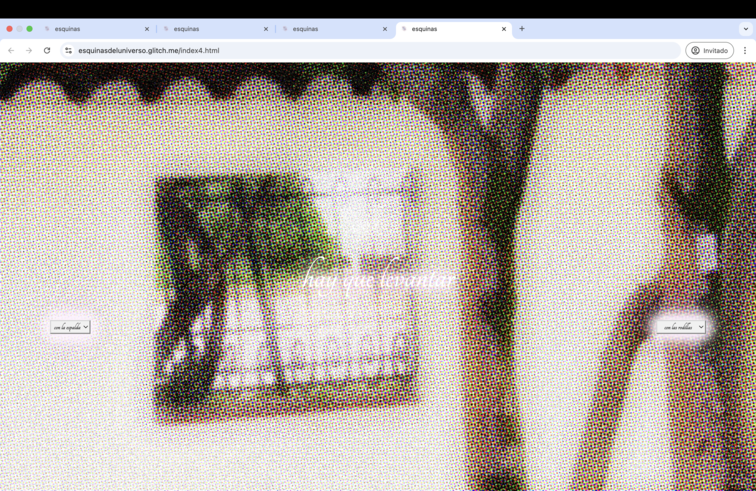 esquinas
esquinas
esquinas
esquinas
esquinasdeluniverso.glitch.me/index4.html
Invitado
hay que levantar
con la espalda
con las rodillas